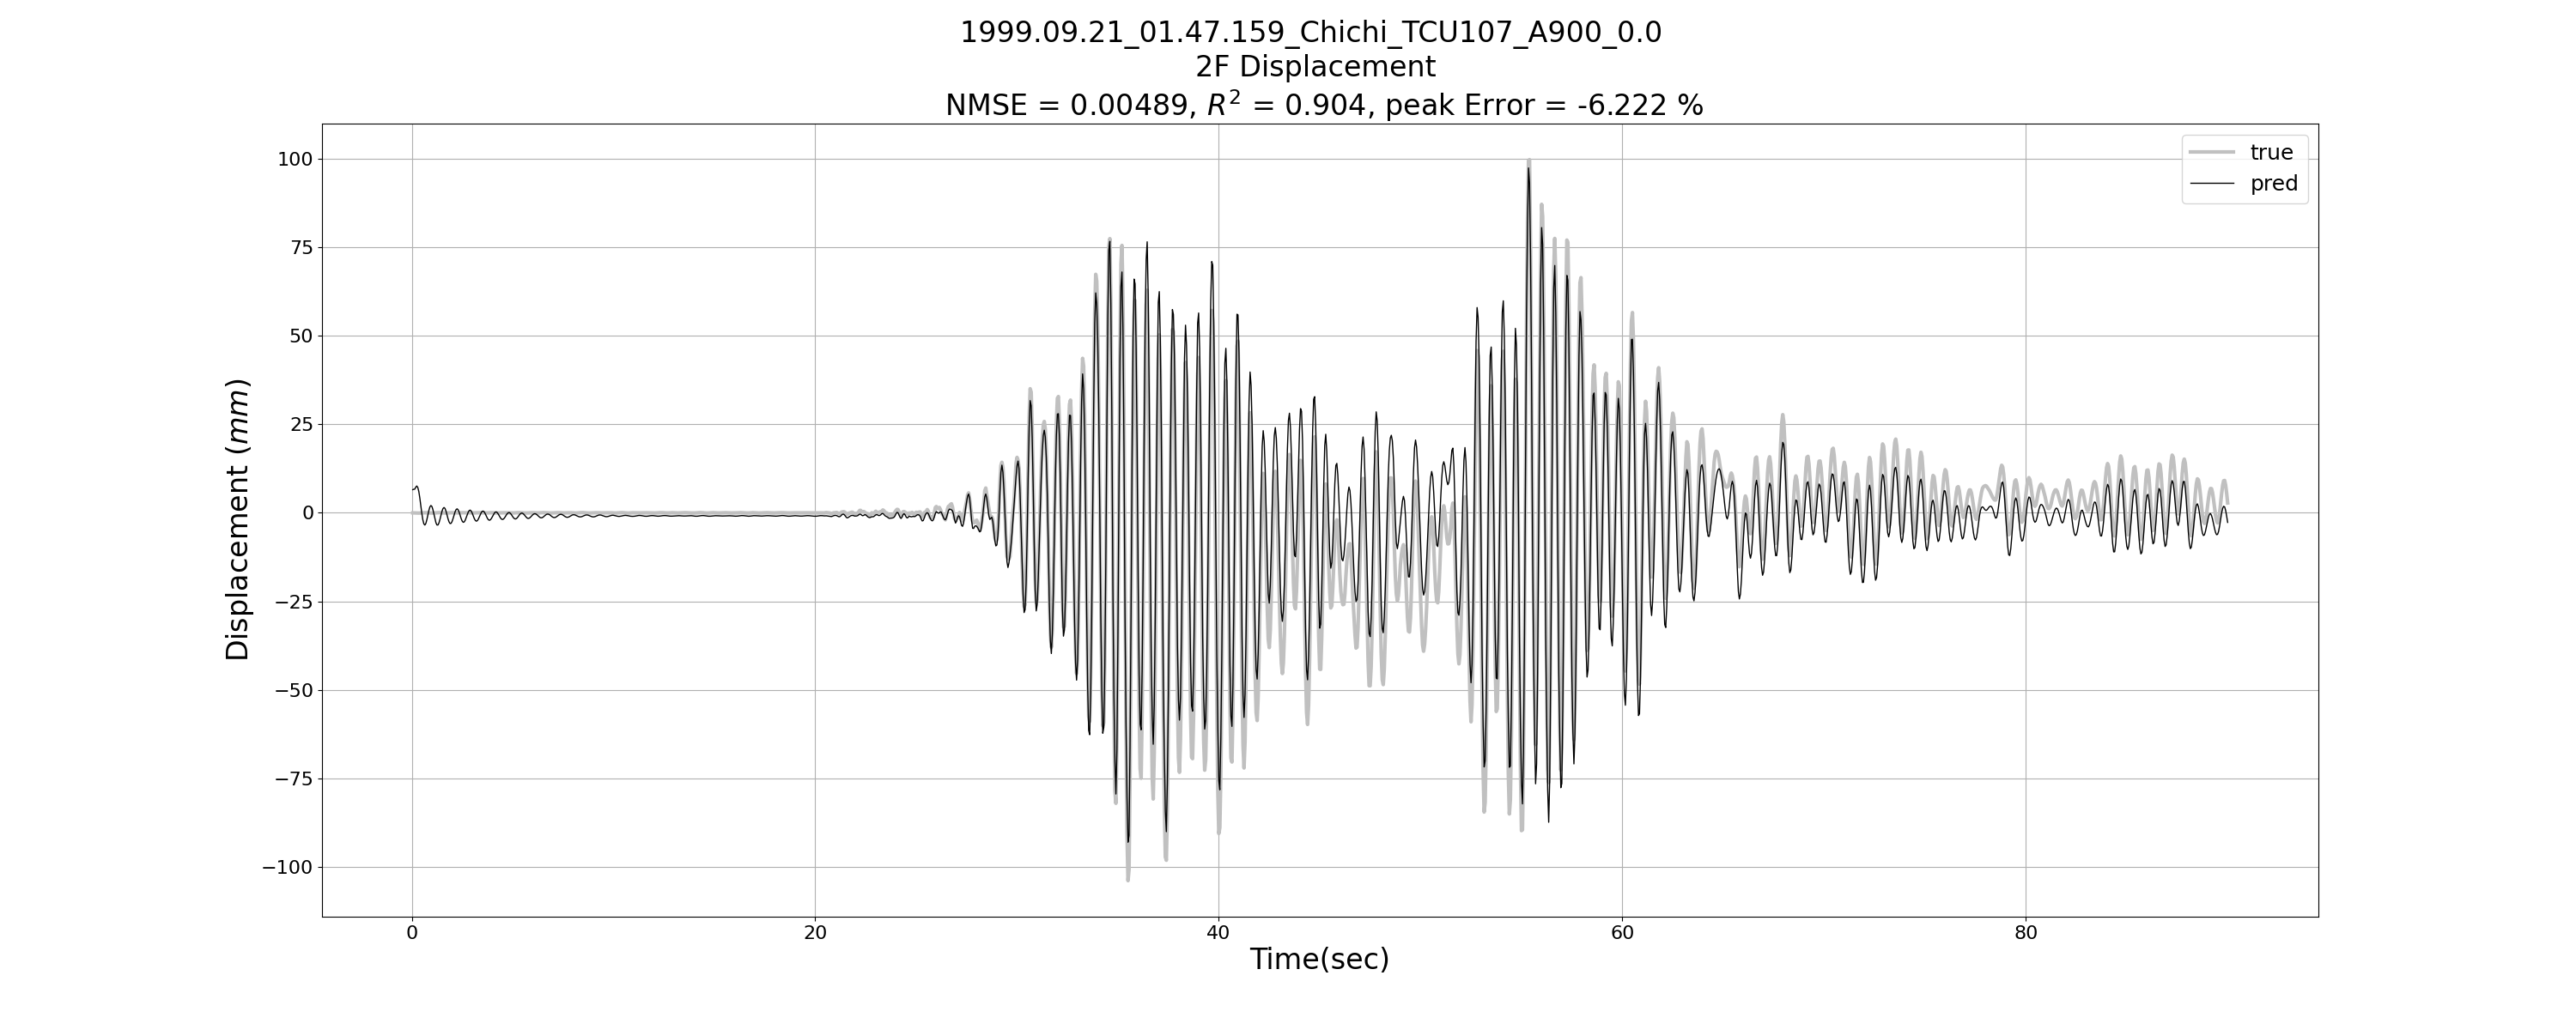 1999.09.21_01.47.159_Chichi_TCU107_A900_0.0
2F Displacement
NMSE = 0.00489, R² = 0.904, peak Error = -6.222 %
true
pred
100
75
50
25
0
−25
−50
−75
−100
Displacement (mm)
0 20 40 60 80
Time(sec)